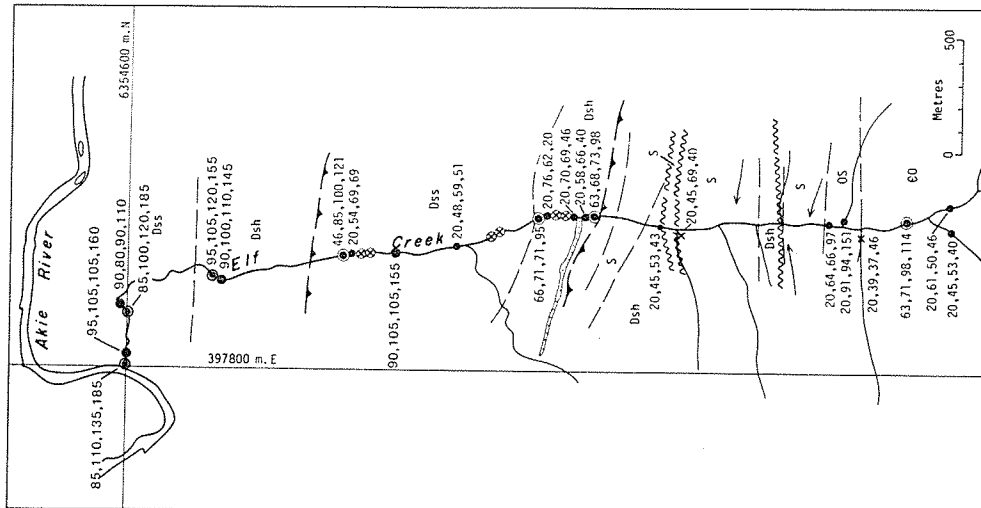 Akie River
6354600 m.N
95,105,105,160
90,80,90,110
85,100,120,185
Dss
85,110,135,185
397800 m.E
95,105,120,155
90,100,110,145
Elf
Dsh
46,85,100,121
20,54,69,69
Creek
Dss
90,105,105,155
20,48,59,51
66,71,71,95
20,76,62,20
20,70,69,46
20,58,66,40
63,68,73,98
Dsh
S
S
Dsh
20,45,53,43
20,45,69,40
S
Dsh
S
20,64,66,97
20,91,94,151
OS
20,39,37,46
ЄO
63,71,98,114
20,61,50,46
20,45,53,40
0
500
Metres